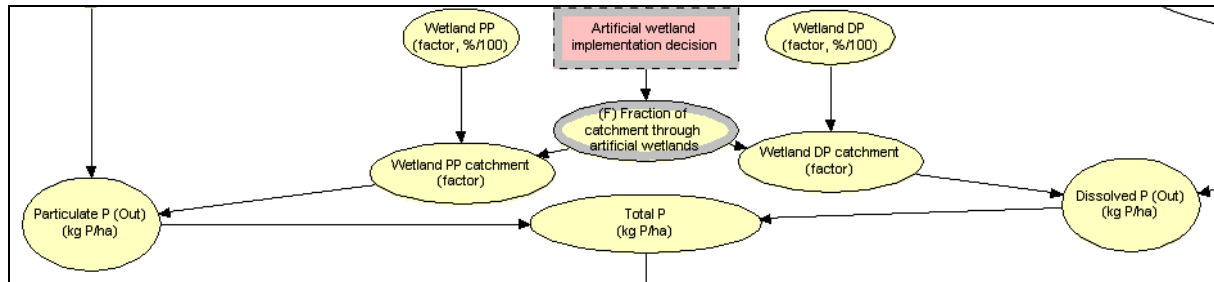 Wetland PP
(factor, %/100)
Artificial wetland
implementation decision
Wetland DP
(factor, %/100)
(F) Fraction of
catchment through
artificial wetlands
Wetland PP catchment
(factor)
Wetland DP catchment
(factor)
Particulate P (Out)
(kg P/ha)
Total P
(kg P/ha)
Dissolved P (Out)
(kg P/ha)